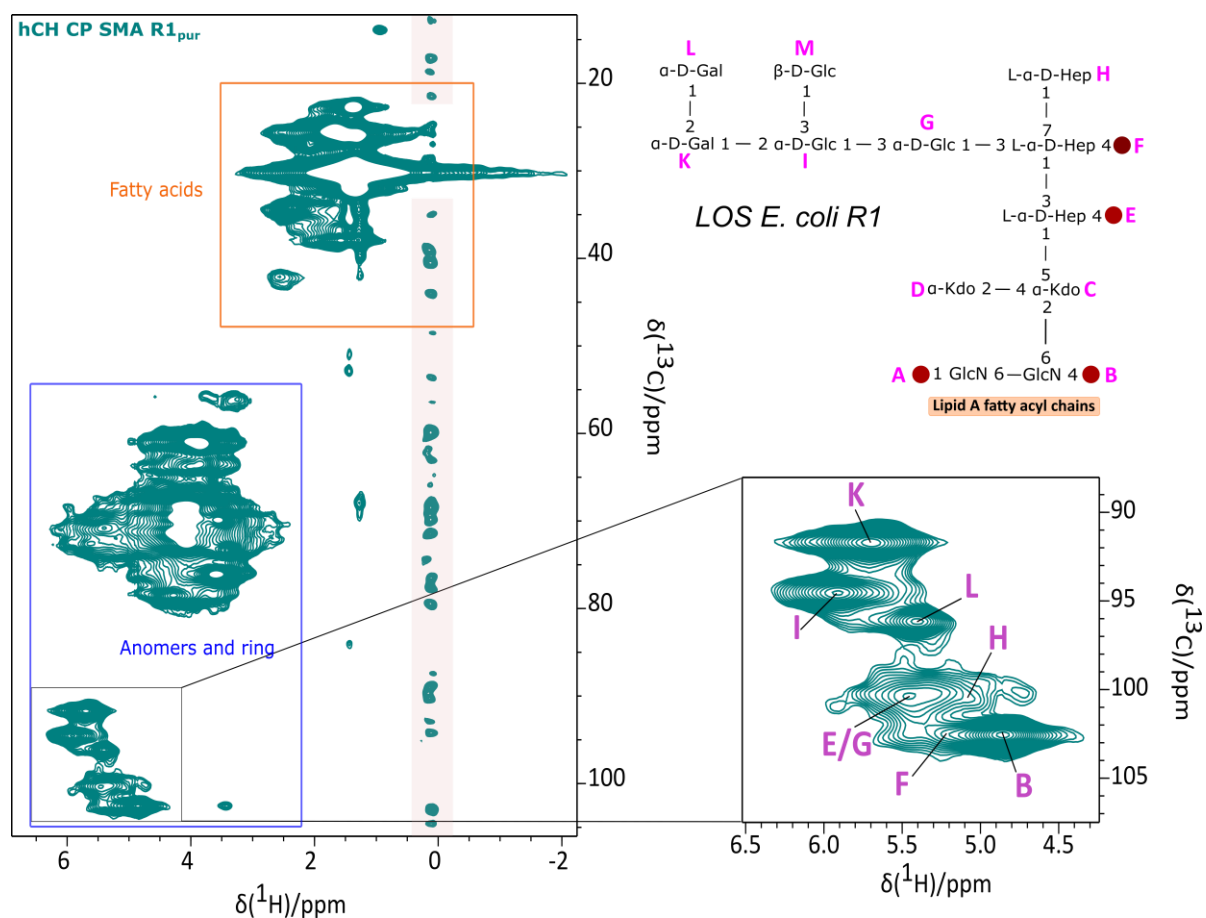 hCH CP SMA R1pur
Fatty acids
Anomers and ring
20
40
60
80
100
δ(¹³C)/ppm
6 4 2 0 -2
δ(¹H)/ppm
L M
α-D-Gal β-D-Glc L-α-D-Hep H
1 1 1
2 3 G 7
α-D-Gal 1 — 2 α-D-Glc 1 — 3 α-D-Glc 1 — 3 L-α-D-Hep 4 F
K I 1
LOS E. coli R1
3
L-α-D-Hep 4 E
1
5
D α-Kdo 2 — 4 α-Kdo C
2
6
A 1 GlcN 6—GlcN 4 B
Lipid A fatty acyl chains
K
I
L
H
E/G
F
B
90
95
100
105
δ(¹³C)/ppm
6.5 6.0 5.5 5.0 4.5
δ(¹H)/ppm